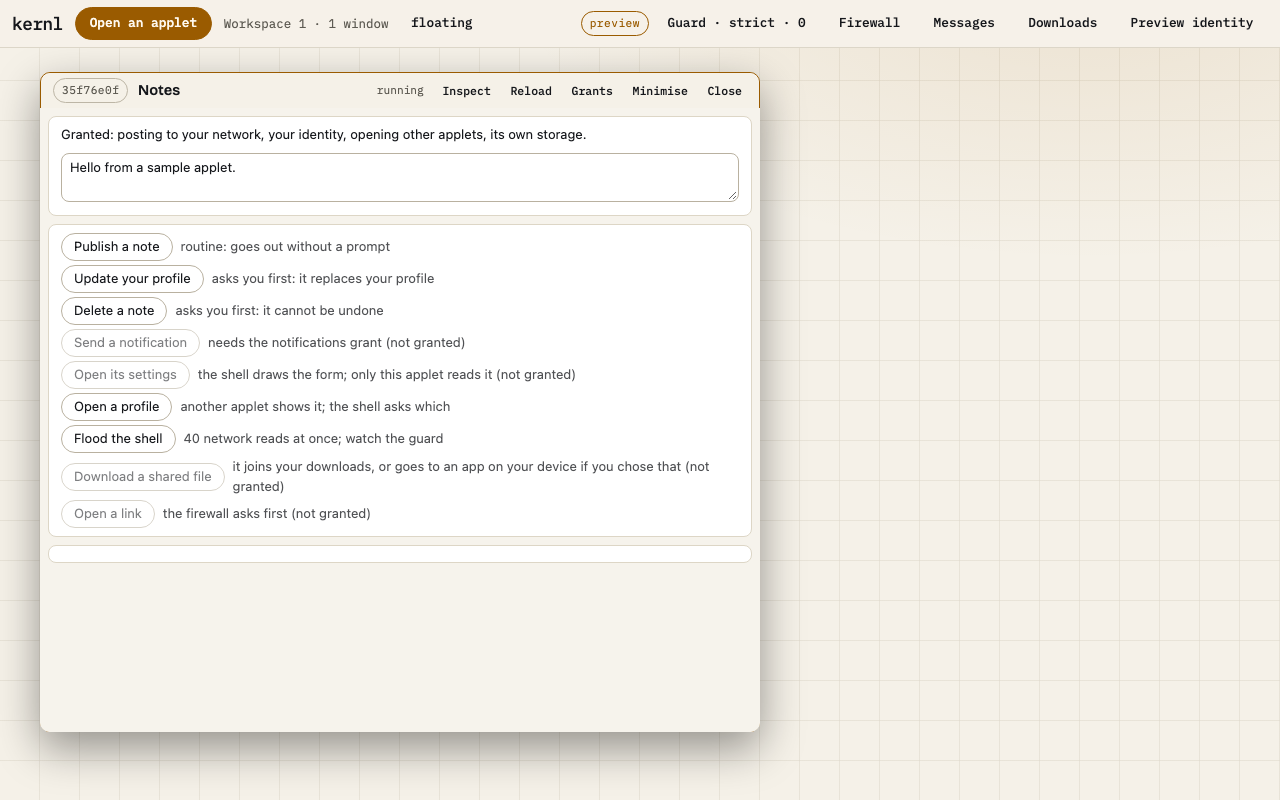 kernl Open an applet Workspace 1 · 1 window floating preview Guard · strict · 0 Firewall Messages Downloads Preview identity
35f76e0f Notes running Inspect Reload Grants Minimise Close
Granted: posting to your network, your identity, opening other applets, its own storage.
Hello from a sample applet.
Publish a note routine: goes out without a prompt
Update your profile asks you first: it replaces your profile
Delete a note asks you first: it cannot be undone
Send a notification needs the notifications grant (not granted)
Open its settings the shell draws the form; only this applet reads it (not granted)
Open a profile another applet shows it; the shell asks which
Flood the shell 40 network reads at once; watch the guard
Download a shared file it joins your downloads, or goes to an app on your device if you chose that (not
granted)
Open a link the firewall asks first (not granted)